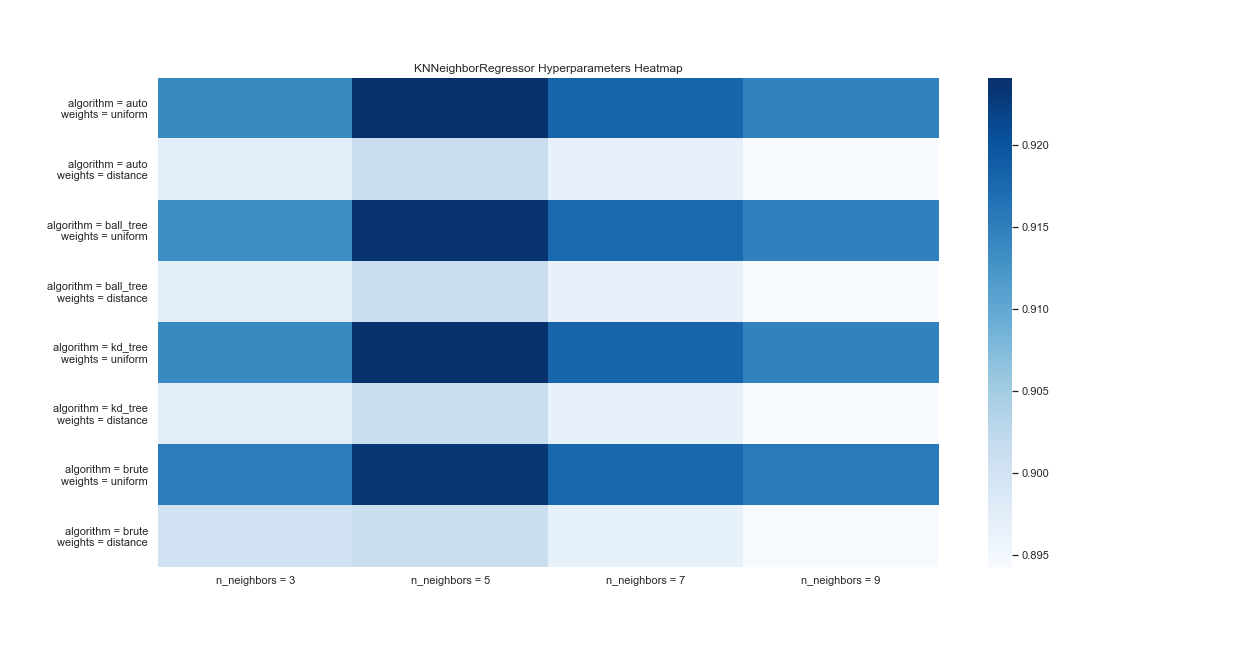 KNNeighborRegressor Hyperparameters Heatmap
algorithm = auto
weights = uniform
algorithm = auto
weights = distance
algorithm = ball_tree
weights = uniform
algorithm = ball_tree
weights = distance
algorithm = kd_tree
weights = uniform
algorithm = kd_tree
weights = distance
algorithm = brute
weights = uniform
algorithm = brute
weights = distance
n_neighbors = 3
n_neighbors = 5
n_neighbors = 7
n_neighbors = 9
0.920
0.915
0.910
0.905
0.900
0.895